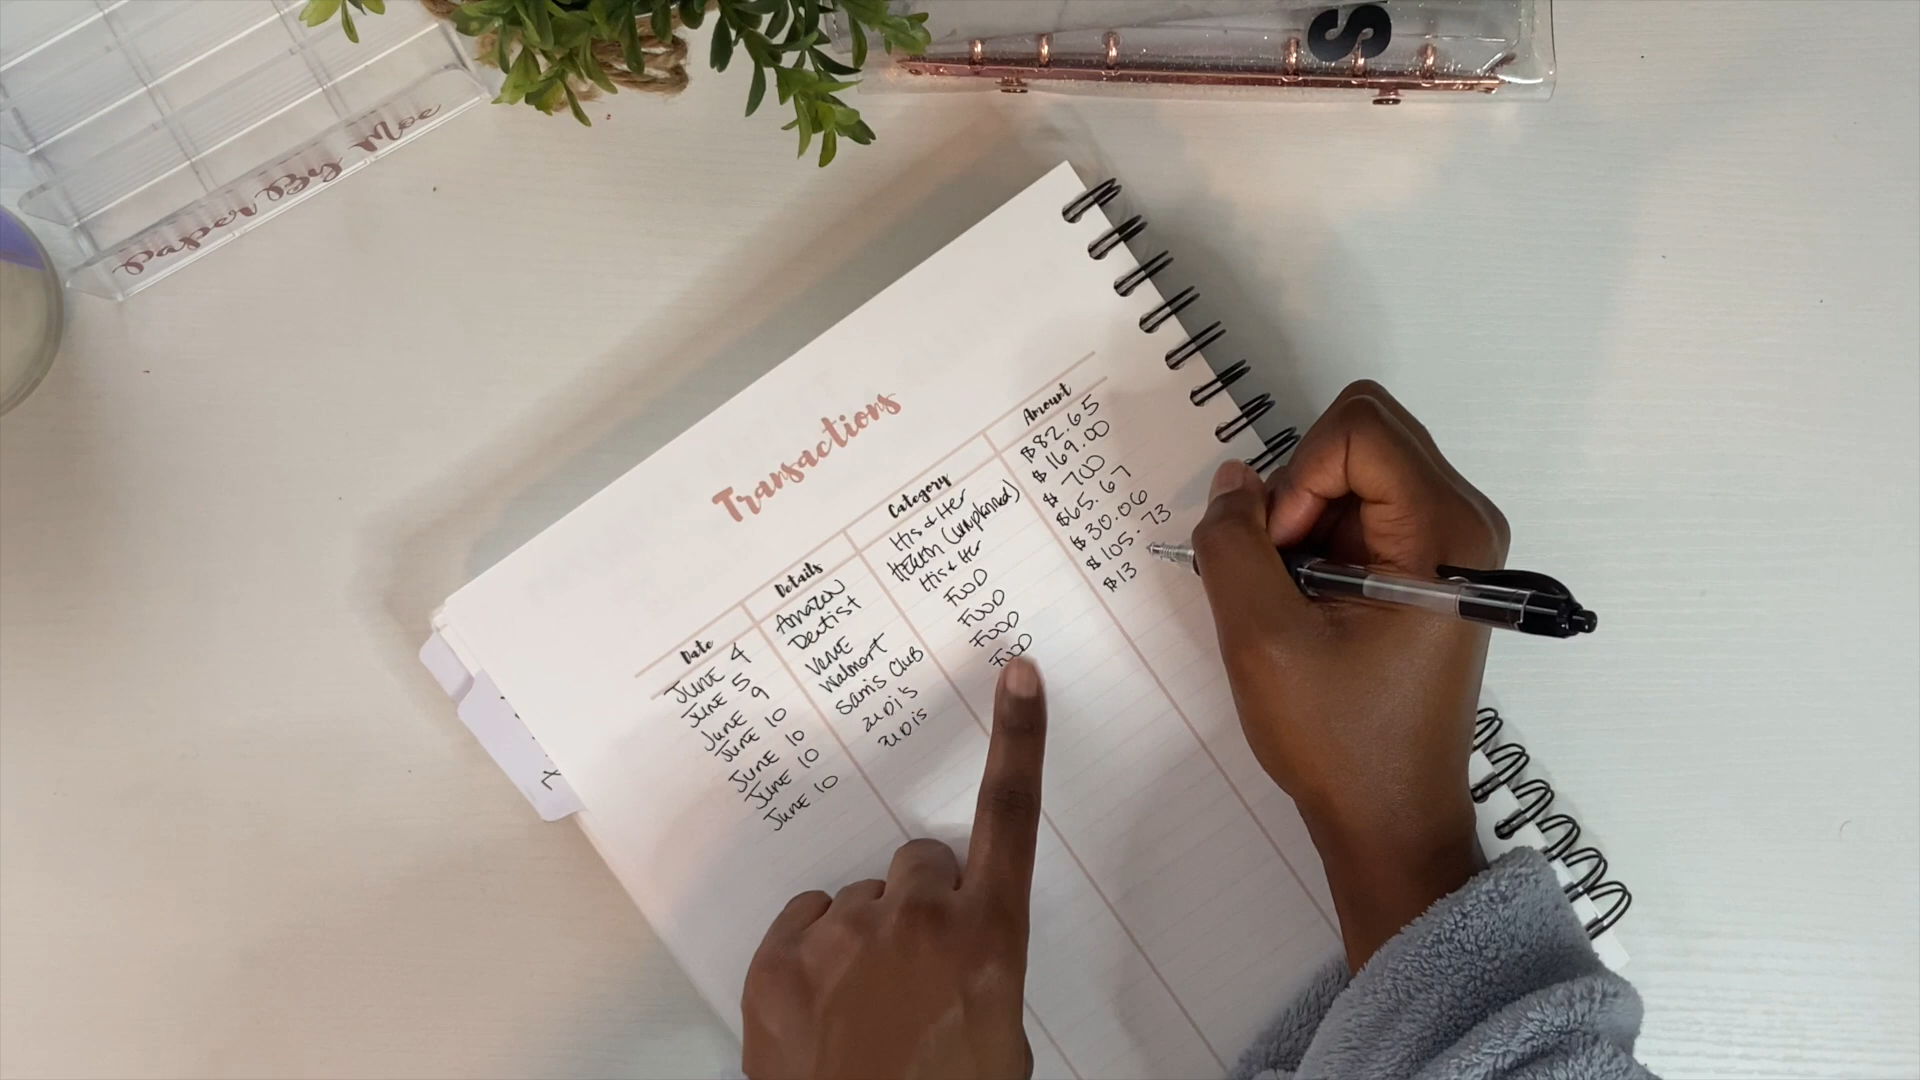 Paper By Moe
S
Transactions
Date Details Category Amount
June 4 Amazon His & Her $82.65
June 5 Dentist Health (unplanned) $169.00
June 9 Venue His & Her $700
June 10 Walmart Food $65.67
June 10 Sam's Club Food $30.06
June 10 Food $105.73
June 10 Food $13